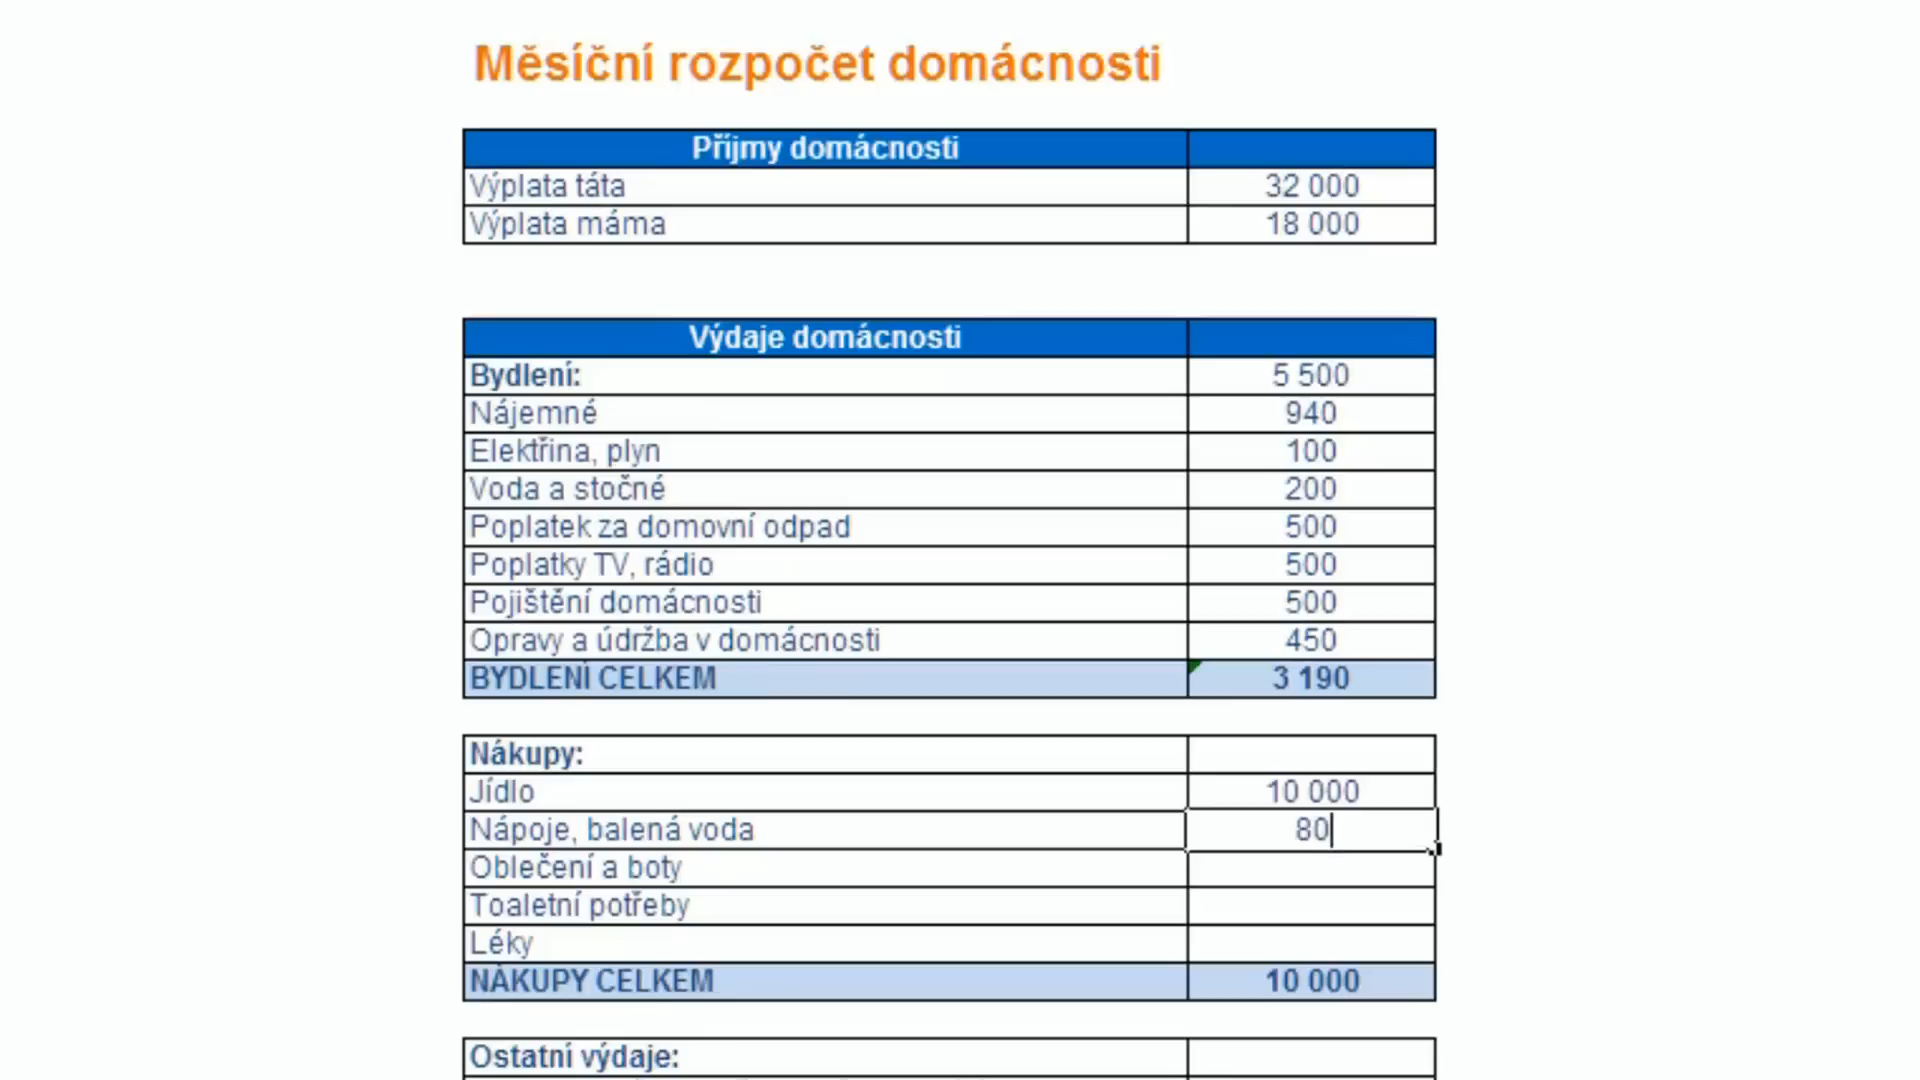 Měsíční rozpočet domácnosti
Příjmy domácnosti
Výplata táta 32 000
Výplata máma 18 000
Výdaje domácnosti
Bydlení: 5 500
Nájemné 940
Elektřina, plyn 100
Voda a stočné 200
Poplatek za domovní odpad 500
Poplatky TV, rádio 500
Pojištění domácnosti 500
Opravy a údržba v domácnosti 450
BYDLENÍ CELKEM 3 190
Nákupy:
Jídlo 10 000
Nápoje, balená voda 80
Oblečení a boty
Toaletní potřeby
Léky
NÁKUPY CELKEM 10 000
Ostatní výdaje: